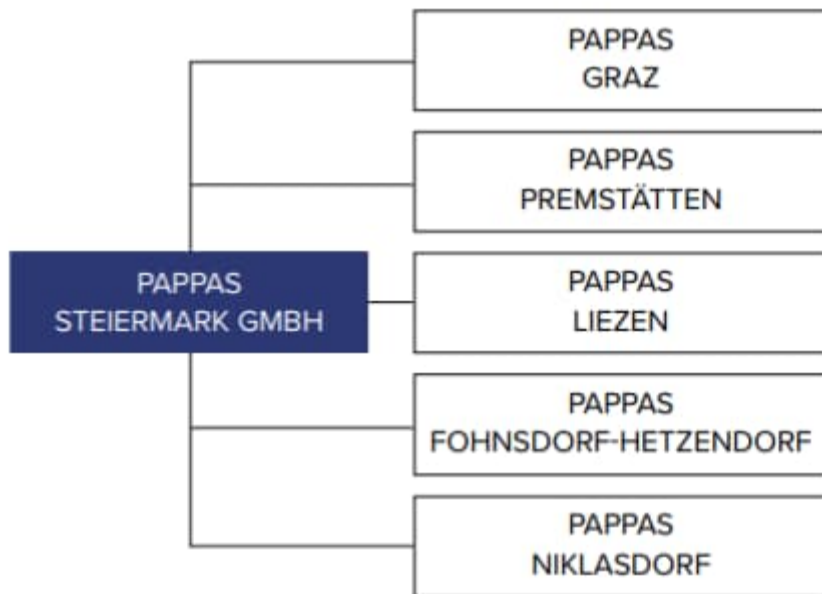 PAPPAS
STEIERMARK GMBH
PAPPAS
GRAZ
PAPPAS
PREMSTÄTTEN
PAPPAS
LIEZEN
PAPPAS
FOHNSDORF-HETZENDORF
PAPPAS
NIKLASDORF